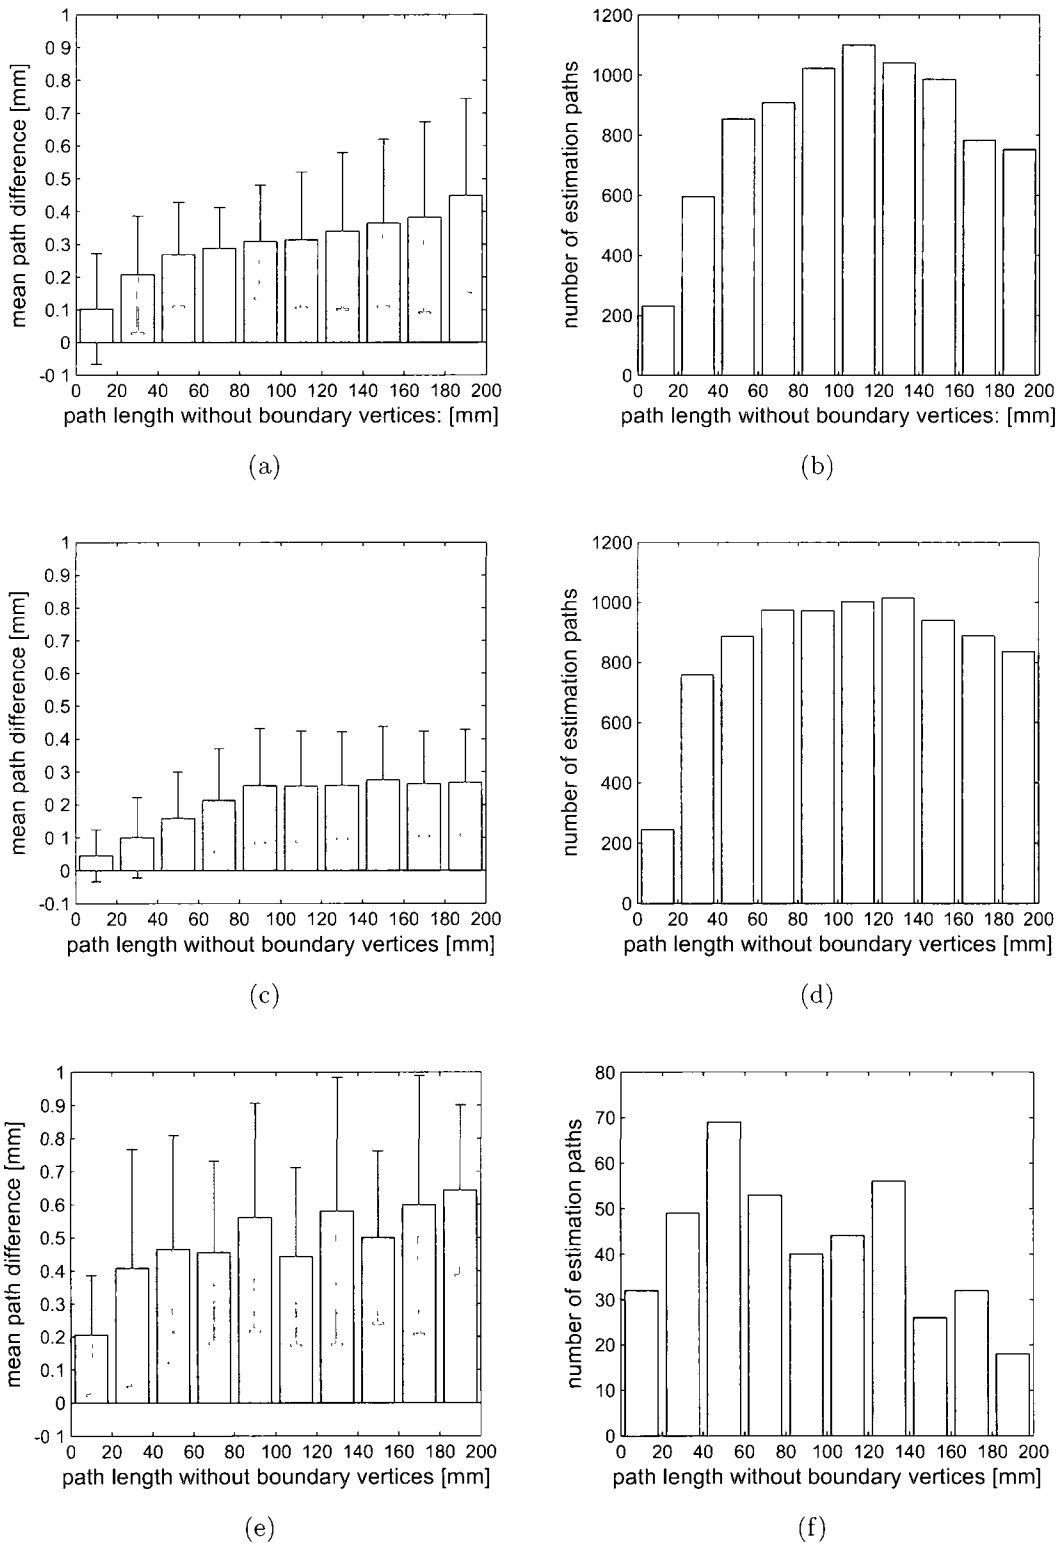 1
0 9
0.8
0.7
0.6
0.5
0.4
0.3
0.2
0.1
0
-0 1
mean path difference [mm]
0 20 40 60 80 100 120 140 160 180 200
path length without boundary vertices: [mm]
(a)
1200
1000
800
600
400
200
0
number of estimation paths
0 20 40 60 80 100 120 140 160 180 200
path length without boundary vertices: [mm]
(b)
1
0.9
0.8
0.7
0.6
0.5
0.4
0.3
0 2
0 1
0
-0.1
mean path difference [mm]
0 20 40 60 80 100 120 140 160 180 200
path length without boundary vertices [mm]
(c)
1200
1000
800
600
400
200
0
number of estimation paths
0 20 40 60 80 100 120 140 160 180 200
path length without boundary vertices [mm]
(d)
1
0.9
0.8
0.7
0.6
0.5
0.4
0.3
0.2
0.1
0
-0 1
mean path difference [mm]
0 20 40 60 80 100 120 140 160 180 200
path length without boundary vertices [mm]
(e)
80
70
60
50
40
30
20
10
0
number of estimation paths
0 20 40 60 80 100 120 140 160 180 200
path length without boundary vertices [mm]
(f)